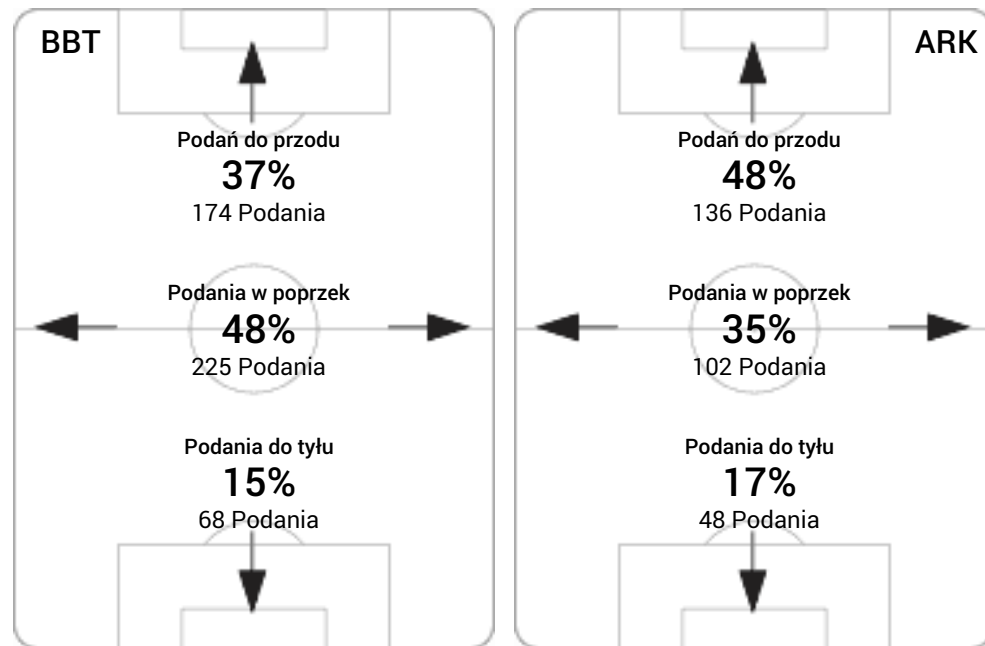 BBT
Podań do przodu
37%
174 Podania
Podania w poprzek
48%
225 Podania
Podania do tyłu
15%
68 Podania
ARK
Podań do przodu
48%
136 Podania
Podania w poprzek
35%
102 Podania
Podania do tyłu
17%
48 Podania